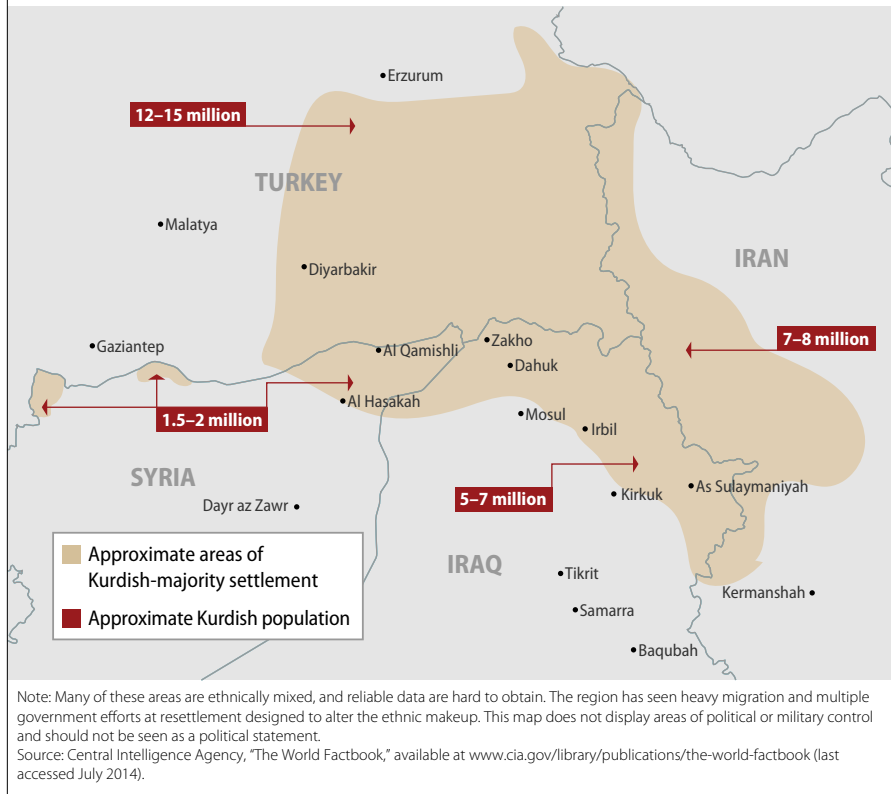 Erzurum
12–15 million
TURKEY
Malatya
IRAN
Diyarbakir
7–8 million
Gaziantep
Al Qamishli
Zakho
Dahuk
Al Hasakah
1.5–2 million
Mosul
Irbil
SYRIA
5–7 million
Kirkuk
As Sulaymaniyah
Dayr az Zawr
Approximate areas of
Kurdish-majority settlement
Approximate Kurdish population
IRAQ
Tikrit
Kermanshah
Samarra
Baqubah
Note: Many of these areas are ethnically mixed, and reliable data are hard to obtain. The region has seen heavy migration and multiple
government efforts at resettlement designed to alter the ethnic makeup. This map does not display areas of political or military control
and should not be seen as a political statement.
Source: Central Intelligence Agency, “The World Factbook,” available at www.cia.gov/library/publications/the-world-factbook (last
accessed July 2014).